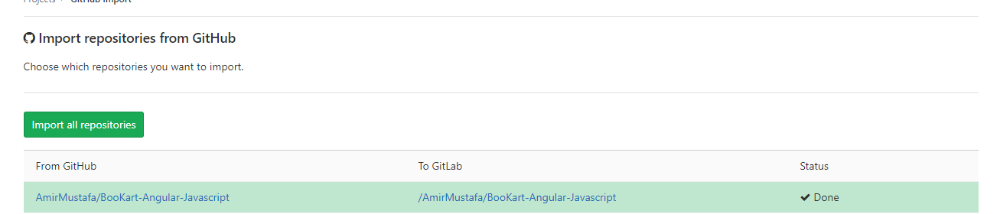 Projects › GitHub Import
Import repositories from GitHub
Choose which repositories you want to import.
Import all repositories
From GitHub To GitLab Status
AmirMustafa/BooKart-Angular-Javascript /AmirMustafa/BooKart-Angular-Javascript Done